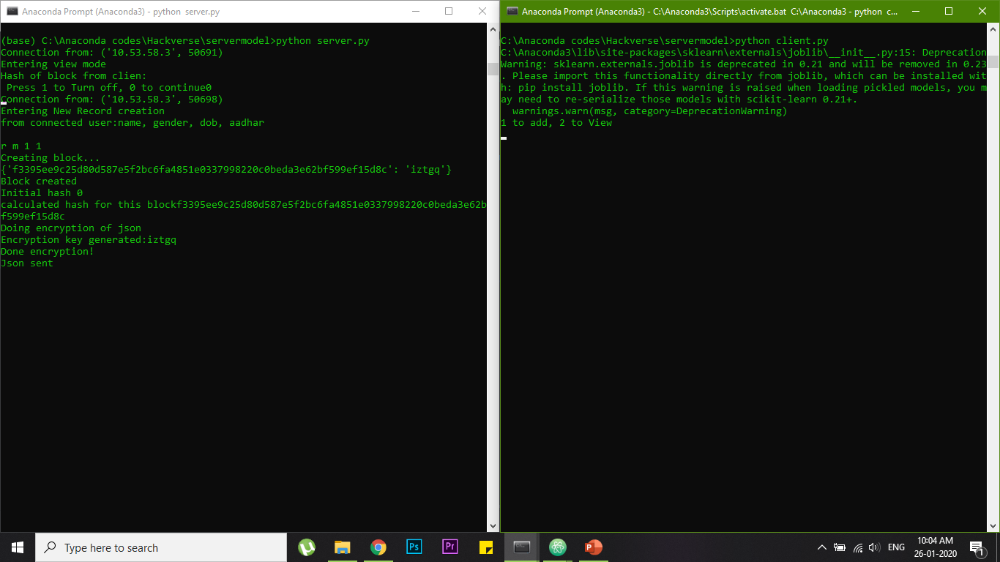 Anaconda Prompt (Anaconda3) - python server.py
(base) C:\Anaconda codes\Hackverse\servermodel>python server.py
Connection from: ('10.53.58.3', 50691)
Entering view mode
Hash of block from clien:
Press 1 to Turn off, 0 to continue0
Connection from: ('10.53.58.3', 50698)
Entering New Record creation
from connected user:name, gender, dob, aadhar
r m 1 1
Creating block...
{'f3395ee9c25d80d587e5f2bc6fa4851e0337998220c0beda3e62bf599ef15d8c': 'iztgq'}
Block created
Initial hash 0
calculated hash for this blockf3395ee9c25d80d587e5f2bc6fa4851e0337998220c0beda3e62b
f599ef15d8c
Doing encryption of json
Encryption key generated:iztgq
Done encryption!
Json sent
Anaconda Prompt (Anaconda3) - C:\Anaconda3\Scripts\activate.bat C:\Anaconda3 - python c...
C:\Anaconda codes\Hackverse\servermodel>python client.py
C:\Anaconda3\lib\site-packages\sklearn\externals\joblib\__init__.py:15: Deprecation
Warning: sklearn.externals.joblib is deprecated in 0.21 and will be removed in 0.23
. Please import this functionality directly from joblib, which can be installed wit
h: pip install joblib. If this warning is raised when loading pickled models, you m
ay need to re-serialize those models with scikit-learn 0.21+.
warnings.warn(msg, category=DeprecationWarning)
1 to add, 2 to View
Type here to search
Ps
Pr
P
ENG
10:04 AM
26-01-2020
1